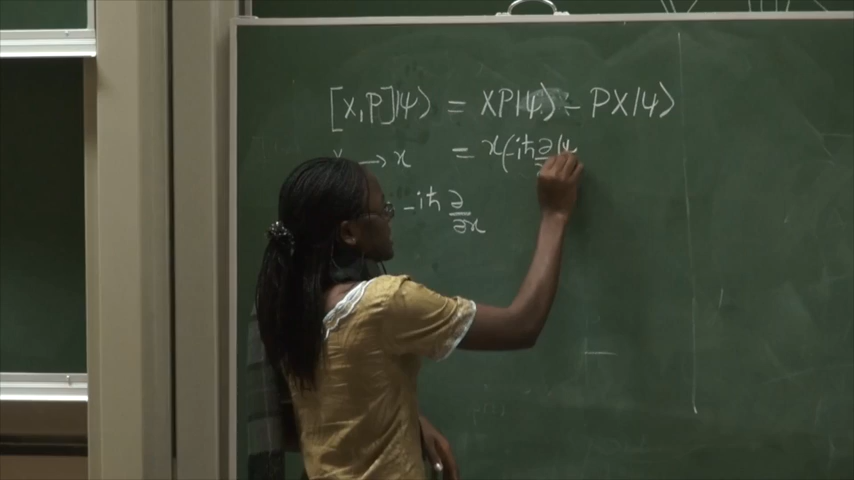 [X,P]|ψ⟩ = XP|ψ⟩ - PX|ψ⟩
→ x = x(-iħ ∂
-iħ ∂/∂x